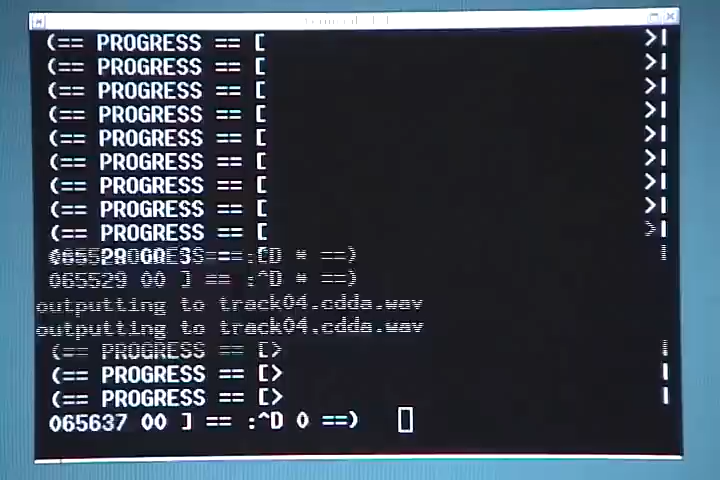 (== PROGRESS == [ >|
(== PROGRESS == [ >|
(== PROGRESS == [ >|
(== PROGRESS == [ >|
(== PROGRESS == [ >|
(== PROGRESS == [ >|
(== PROGRESS == [ >|
(== PROGRESS == [ >|
(== PROGRESS == [ >|
065529 00 ] == :^D * ==)
outputting to track04.cdda.wav
outputting to track04.cdda.wav
(== PROGRESS == [> |
(== PROGRESS == [> |
(== PROGRESS == [> |
065637 00 ] == :^D 0 ==)